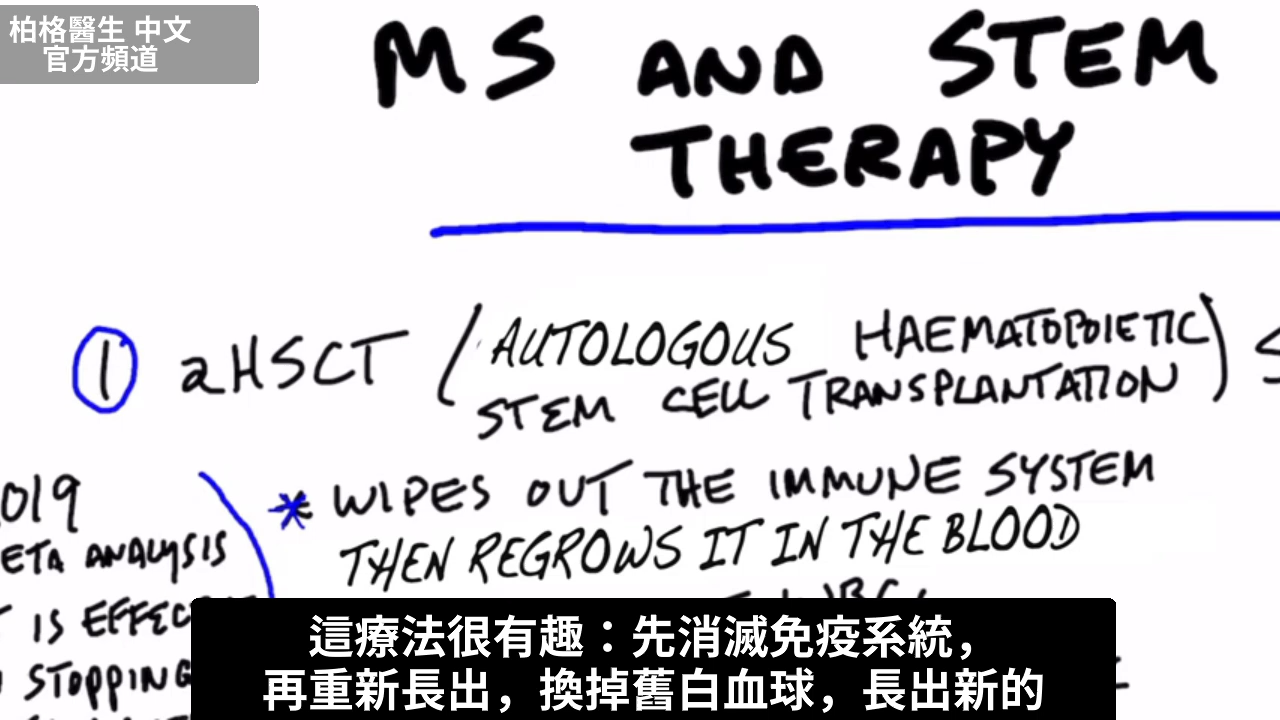 柏格醫生 中文
官方頻道
MS AND STEM
THERAPY
1 aHSCT (AUTOLOGOUS HAEMATOPOIETIC
STEM CELL TRANSPLANTATION)
* WIPES OUT THE IMMUNE SYSTEM
THEN REGROWS IT IN THE BLOOD
019
ETA ANALYSIS
IS EFFEC
STOPPING
這療法很有趣：先消滅免疫系統，
再重新長出，換掉舊白血球，長出新的